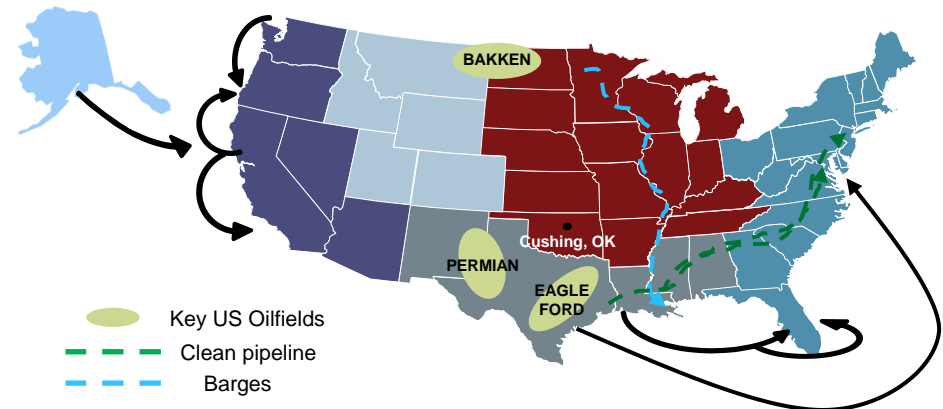 BAKKEN
Cushing, OK
PERMIAN
EAGLE
FORD
Key US Oilfields
Clean pipeline
Barges